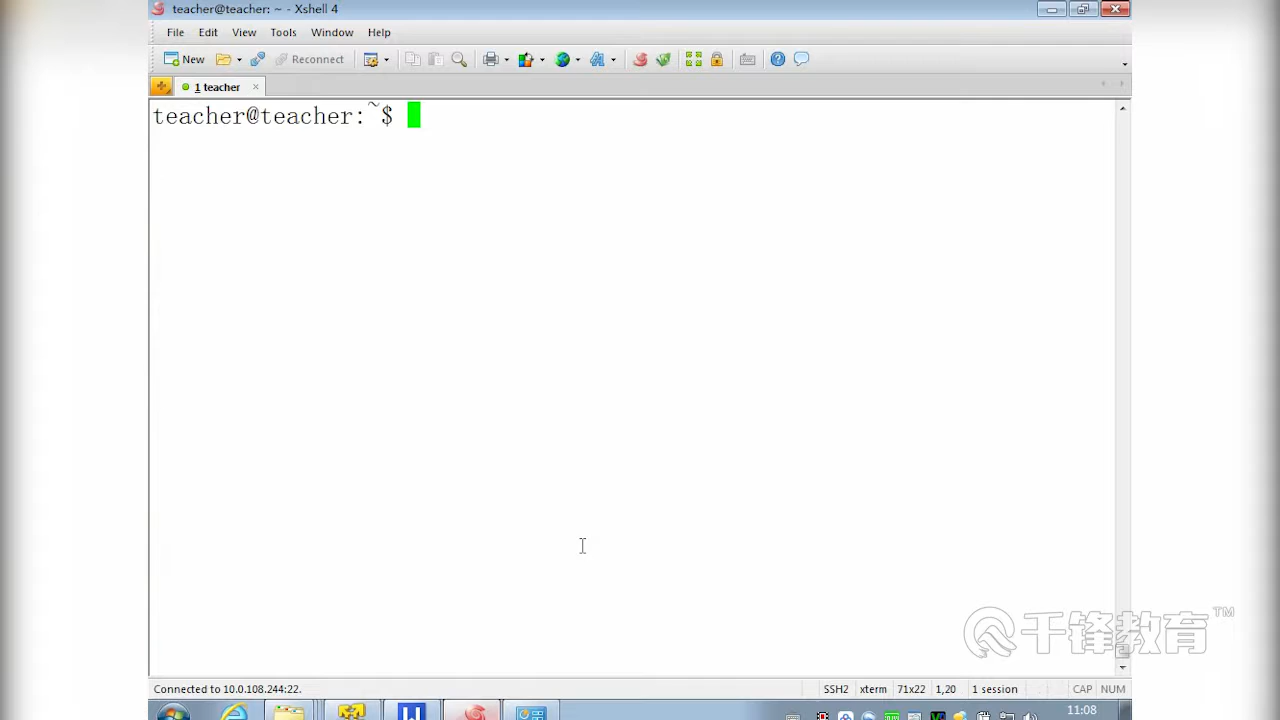 teacher@teacher: ~ - Xshell 4
File Edit View Tools Window Help
New Reconnect
1 teacher
teacher@teacher:~$
千锋教育™
Connected to 10.0.108.244:22. SSH2 xterm 71x22 1,20 1 session CAP NUM
11:08